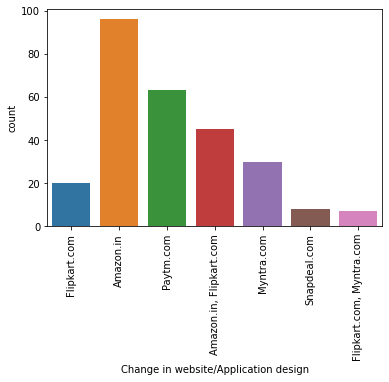 100
80
60
40
20
0
count
Flipkart.com
Amazon.in
Paytm.com
Amazon.in, Flipkart.com
Myntra.com
Snapdeal.com
Flipkart.com, Myntra.com
Change in website/Application design